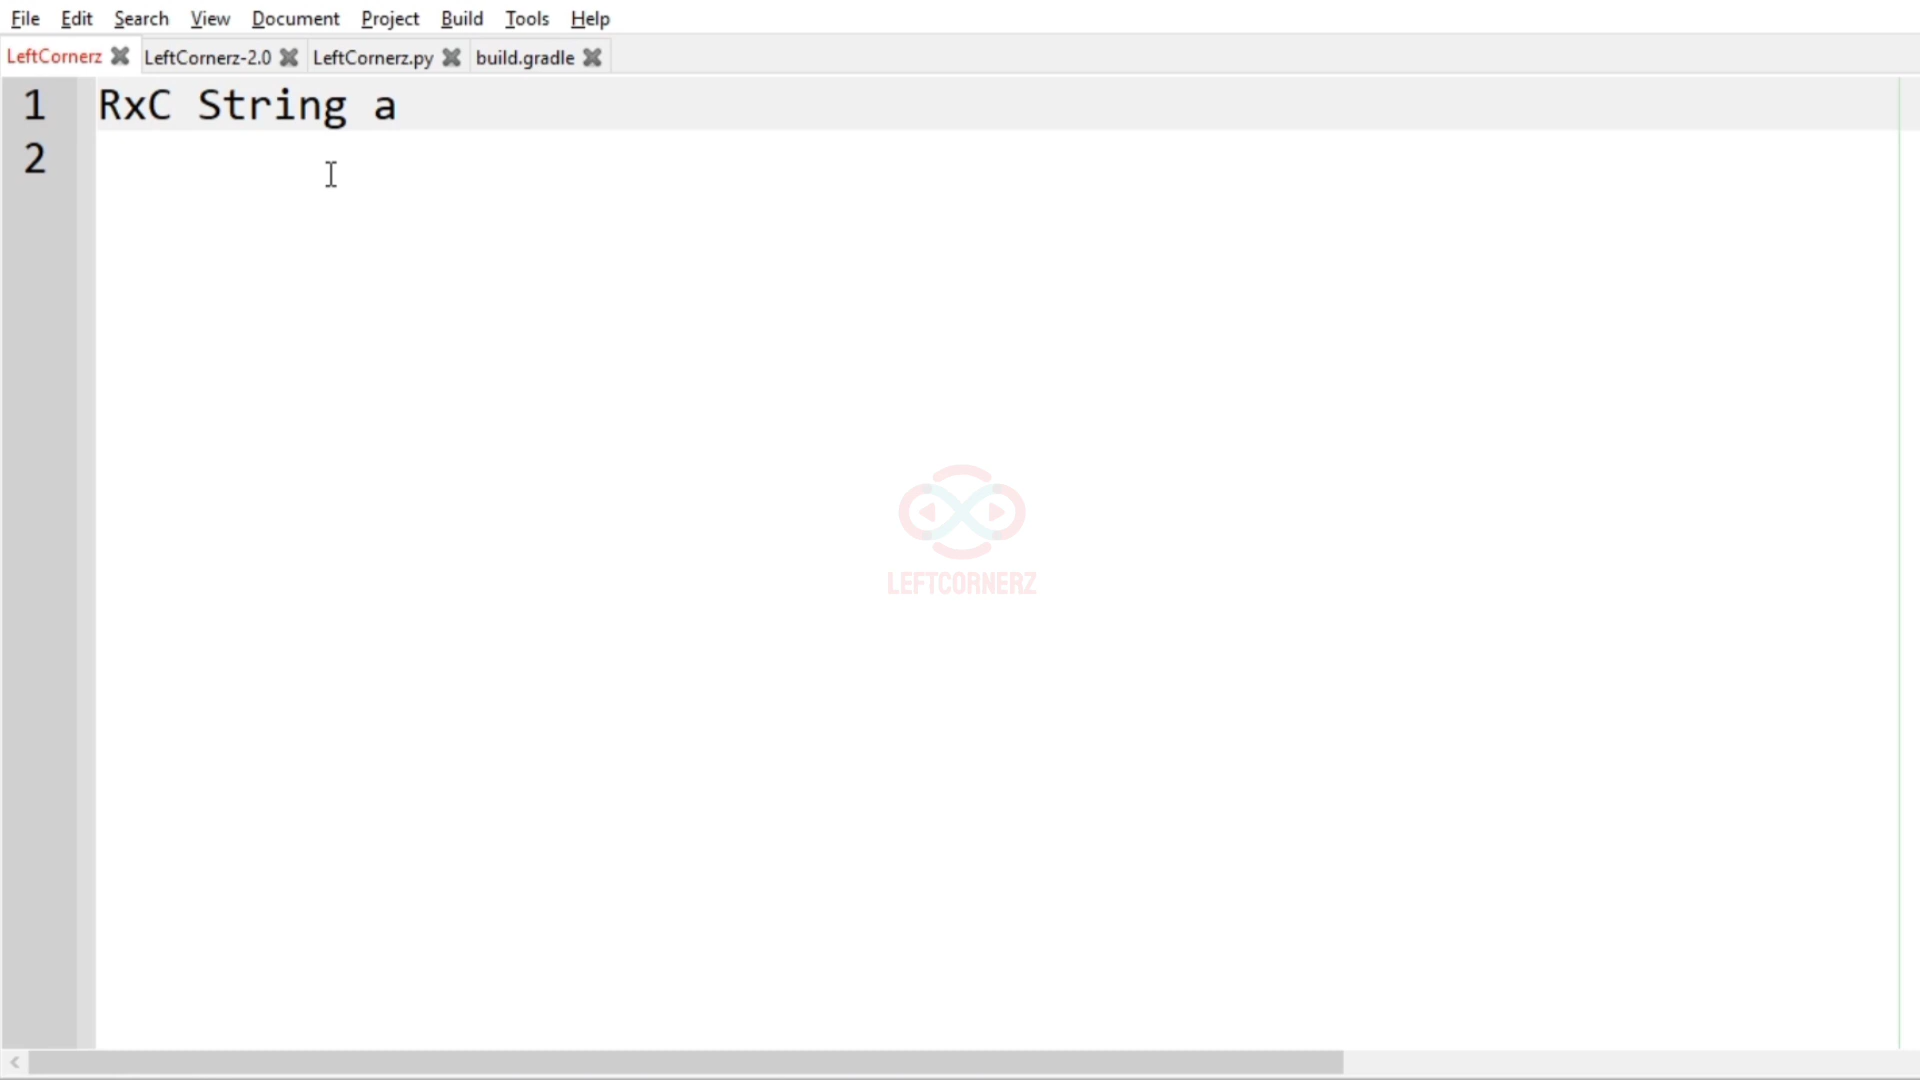 File Edit Search View Document Project Build Tools Help
LeftCornerz LeftCornerz-2.0 LeftCornerz.py build.gradle
1 RxC String a
2
LEFTCORNERZ